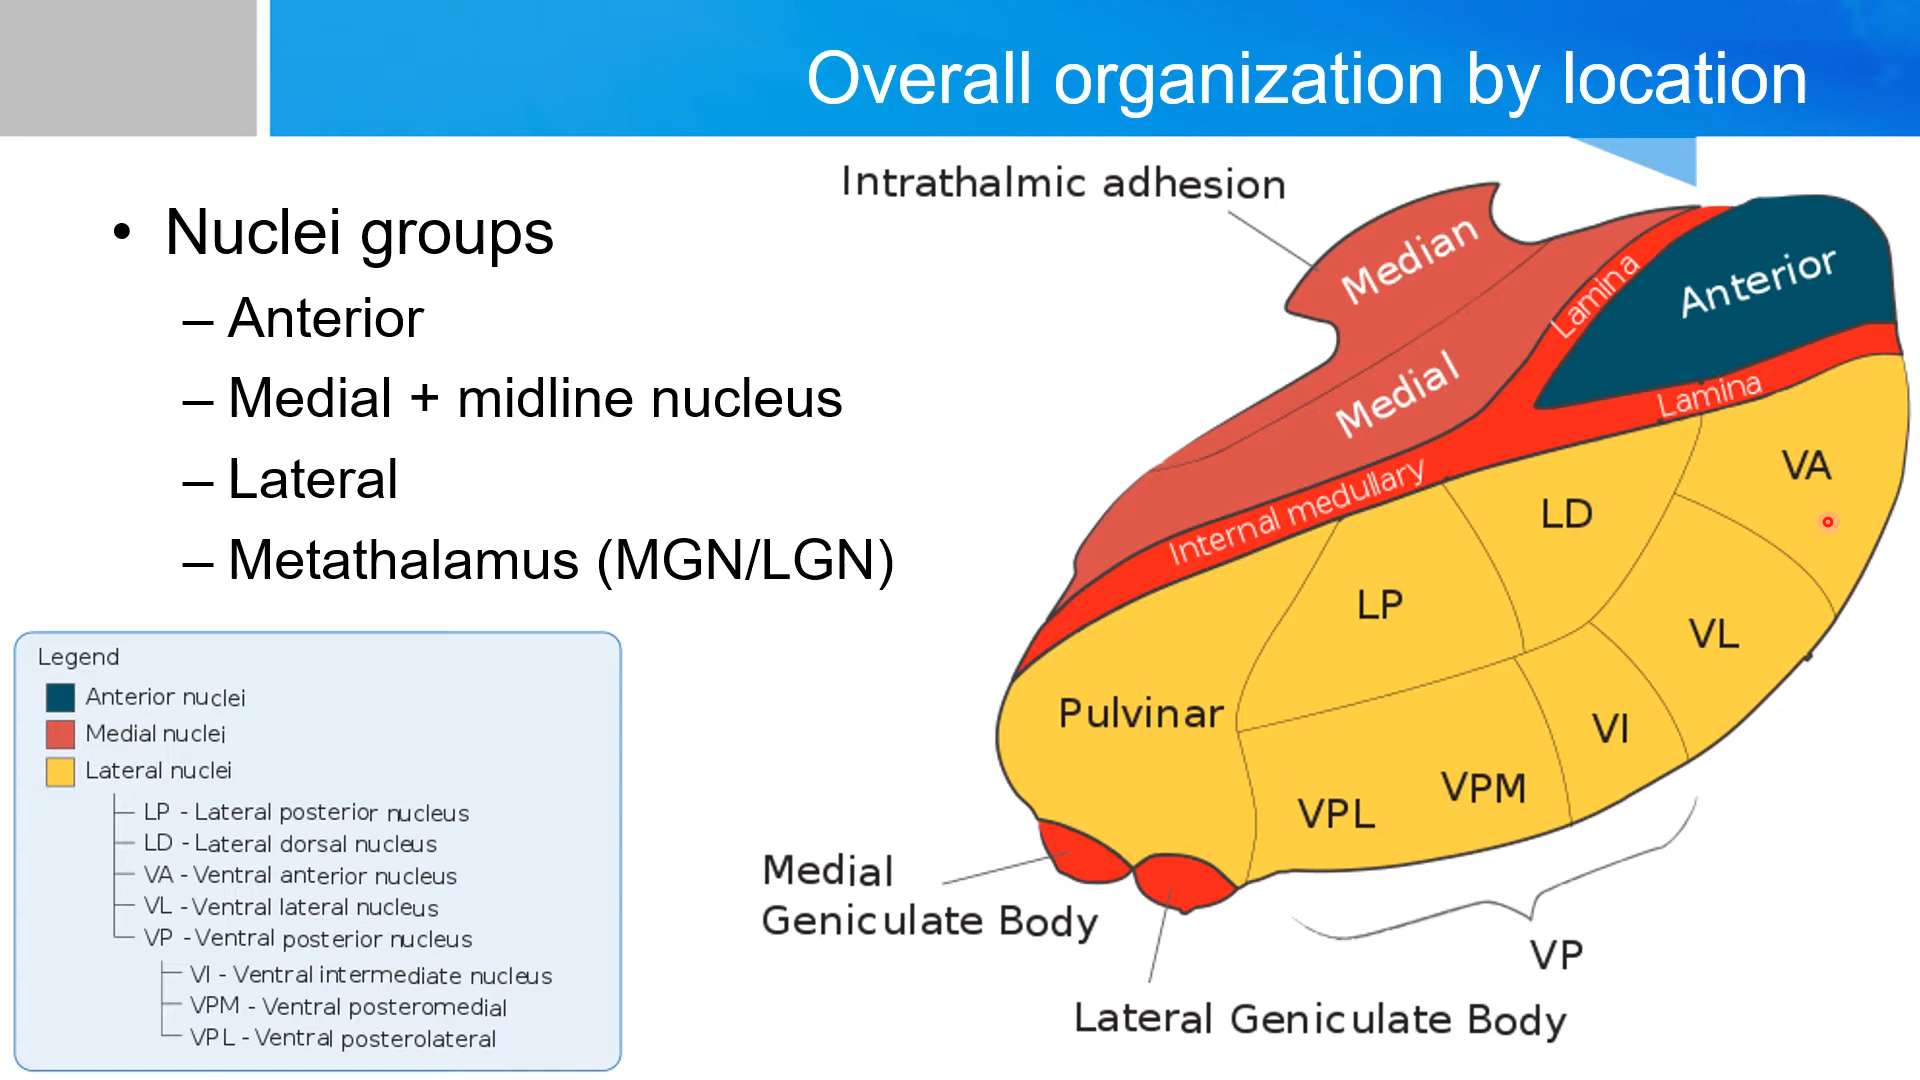 Overall organization by location
• Nuclei groups
– Anterior
– Medial + midline nucleus
– Lateral
– Metathalamus (MGN/LGN)
Legend
Anterior nuclei
Medial nuclei
Lateral nuclei
LP - Lateral posterior nucleus
LD - Lateral dorsal nucleus
VA - Ventral anterior nucleus
VL - Ventral lateral nucleus
VP - Ventral posterior nucleus
VI - Ventral intermediate nucleus
VPM - Ventral posteromedial
VPL - Ventral posterolateral
Intrathalmic adhesion
Median
Medial
Lamina
Anterior
Lamina
Internal medullary
VA
LD
LP
VL
Pulvinar
VI
VPM
VPL
Medial
Geniculate Body
VP
Lateral Geniculate Body